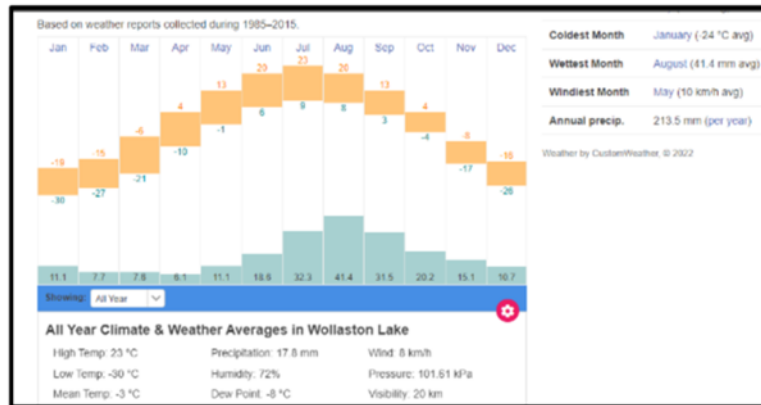 Based on weather reports collected during 1985–2015.
Jan Feb Mar Apr May Jun Jul Aug Sep Oct Nov Dec
-19 -15 -6 4 13 20 23 20 13 4 -8 -16
-30 -27 -21 -10 -1 6 9 8 3 -4 -17 -26
11.1 7.7 7.8 6.1 11.1 18.6 32.3 41.4 31.5 20.2 15.1 10.7
Showing: All Year
All Year Climate & Weather Averages in Wollaston Lake
High Temp: 23 °C Precipitation: 17.8 mm Wind: 8 km/h
Low Temp: -30 °C Humidity: 72% Pressure: 101.61 kPa
Mean Temp: -3 °C Dew Point: -8 °C Visibility: 20 km
Coldest Month January (-24 °C avg)
Wettest Month August (41.4 mm avg)
Windiest Month May (10 km/h avg)
Annual precip. 213.5 mm (per year)
Weather by CustomWeather, © 2022